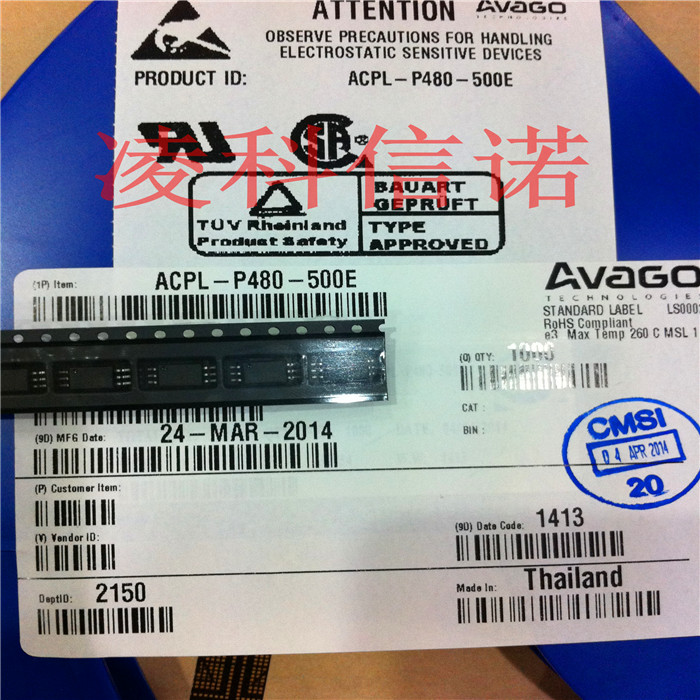 ATTENTION
AVAGO
TECHNOLOGIES
OBSERVE PRECAUTIONS FOR HANDLING
ELECTROSTATIC SENSITIVE DEVICES
PRODUCT ID: ACPL-P480-500E
凌科信诺
SA
TÜV Rheinland
Product Safety
BAUART
GEPRÜFT
TYPE
APPROVED
(1P) Item: ACPL-P480-500E
AVAGO
TECHNOLOGIES
STANDARD LABEL LS000
RoHS Compliant
e3 Max Temp 260 C MSL 1
(Q) QTY:
CAT :
BIN :
(9D) MFG Date: 24-MAR-2014
CMSI
04 APR 2014
20
(P) Customer Item:
(V) Vendor ID:
(9D) Date Code: 1413
DeptID: 2150
Made In: Thailand